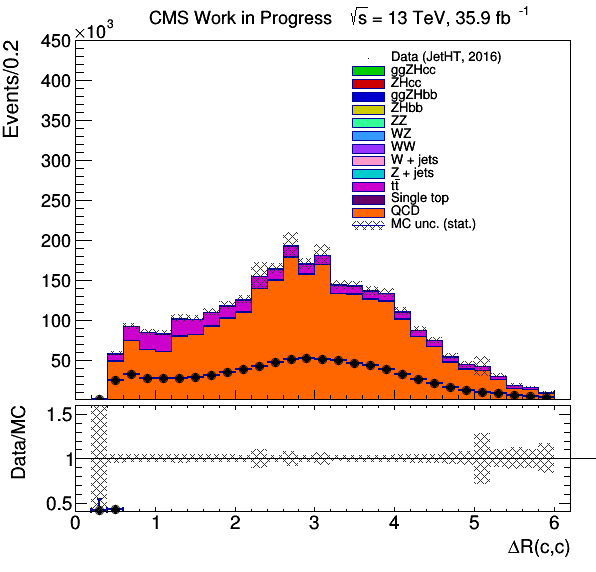 CMS Work in Progress √s = 13 TeV, 35.9 fb⁻¹
×10³
Events/0.2
450
400
350
300
250
200
150
100
50
Data (JetHT, 2016)
ggZHcc
ZHcc
ggZHbb
ZHbb
ZZ
WZ
WW
W + jets
Z + jets
tt̄
Single top
QCD
MC unc. (stat.)
Data/MC
1.5
1
0.5
0 1 2 3 4 5 6
ΔR(c,c)